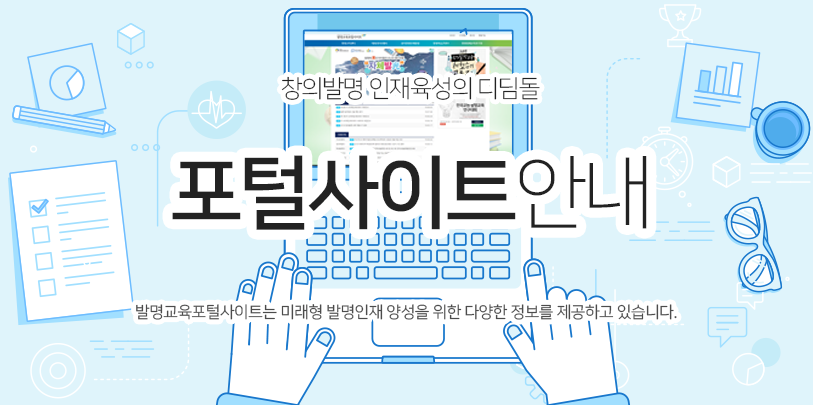 창의발명 인재육성의 디딤돌
포털사이트안내
발명교육포털사이트는 미래형 발명인재 양성을 위한 다양한 정보를 제공하고 있습니다.